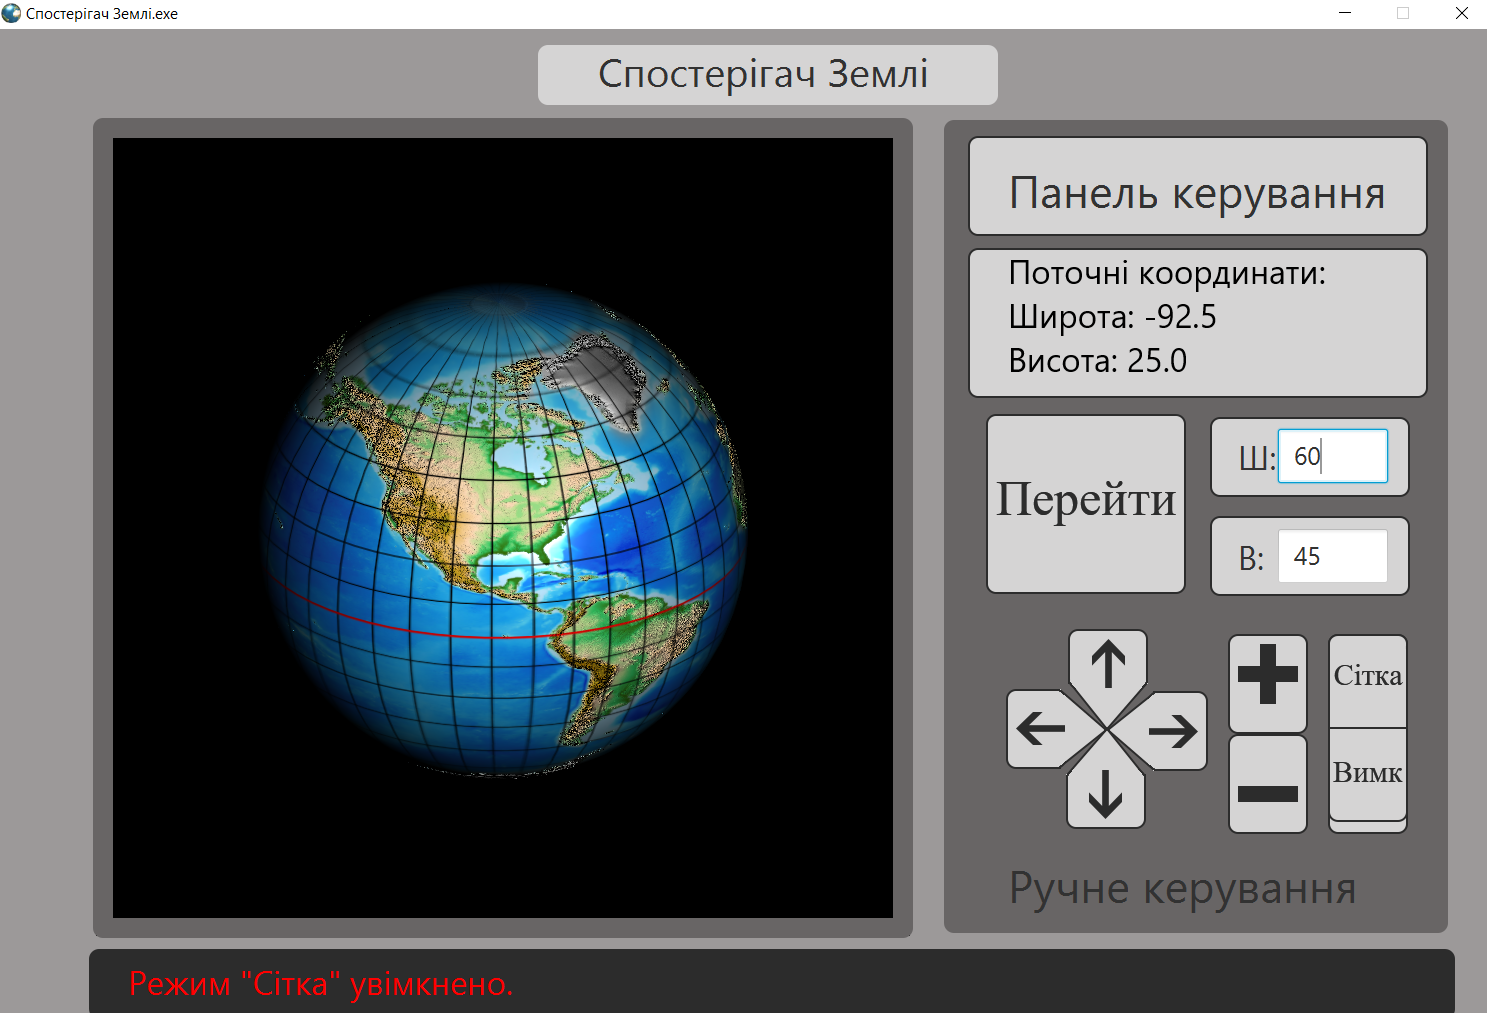 Спостерігач Землі.exe
Спостерігач Землі
Панель керування
Поточні координати:
Широта: -92.5
Висота: 25.0
Перейти
Ш: 60
В: 45
Сітка
Вимк
Ручне керування
Режим "Сітка" увімкнено.